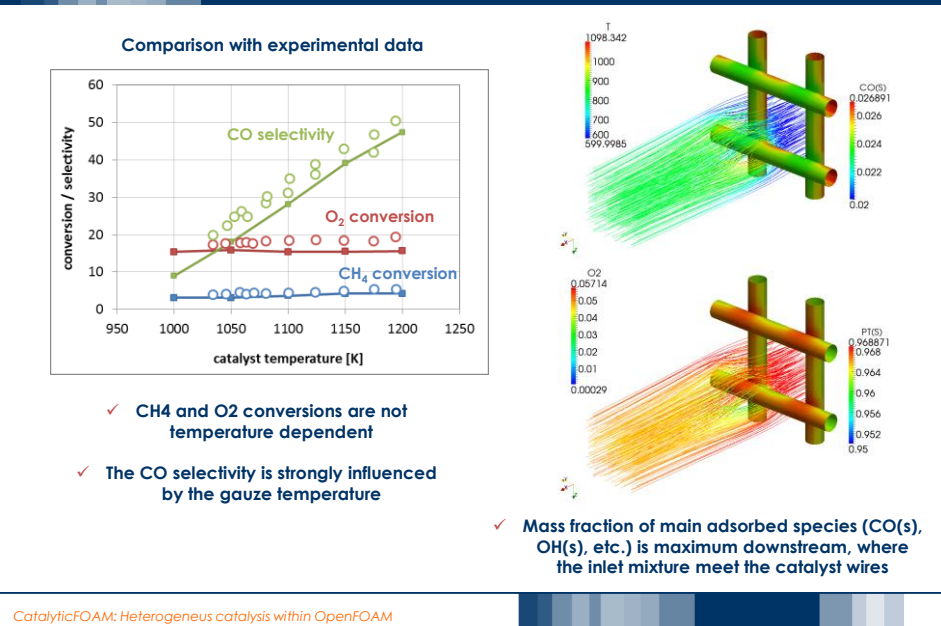 Comparison with experimental data
60
50
40
30
20
10
0
conversion / selectivity
CO selectivity
O2 conversion
CH4 conversion
950 1000 1050 1100 1150 1200 1250
catalyst temperature [K]
✓ CH4 and O2 conversions are not
temperature dependent
✓ The CO selectivity is strongly influenced
by the gauze temperature
T
1098.342
1000
900
800
700
600
599.9985
CO(S)
0.026891
0.026
0.024
0.022
0.02
O2
0.05714
0.05
0.04
0.03
0.02
0.01
0.00029
PT(S)
0.968871
0.968
0.964
0.96
0.956
0.952
0.95
✓ Mass fraction of main adsorbed species (CO(s),
OH(s), etc.) is maximum downstream, where
the inlet mixture meet the catalyst wires
CatalyticFOAM: Heterogeneus catalysis within OpenFOAM